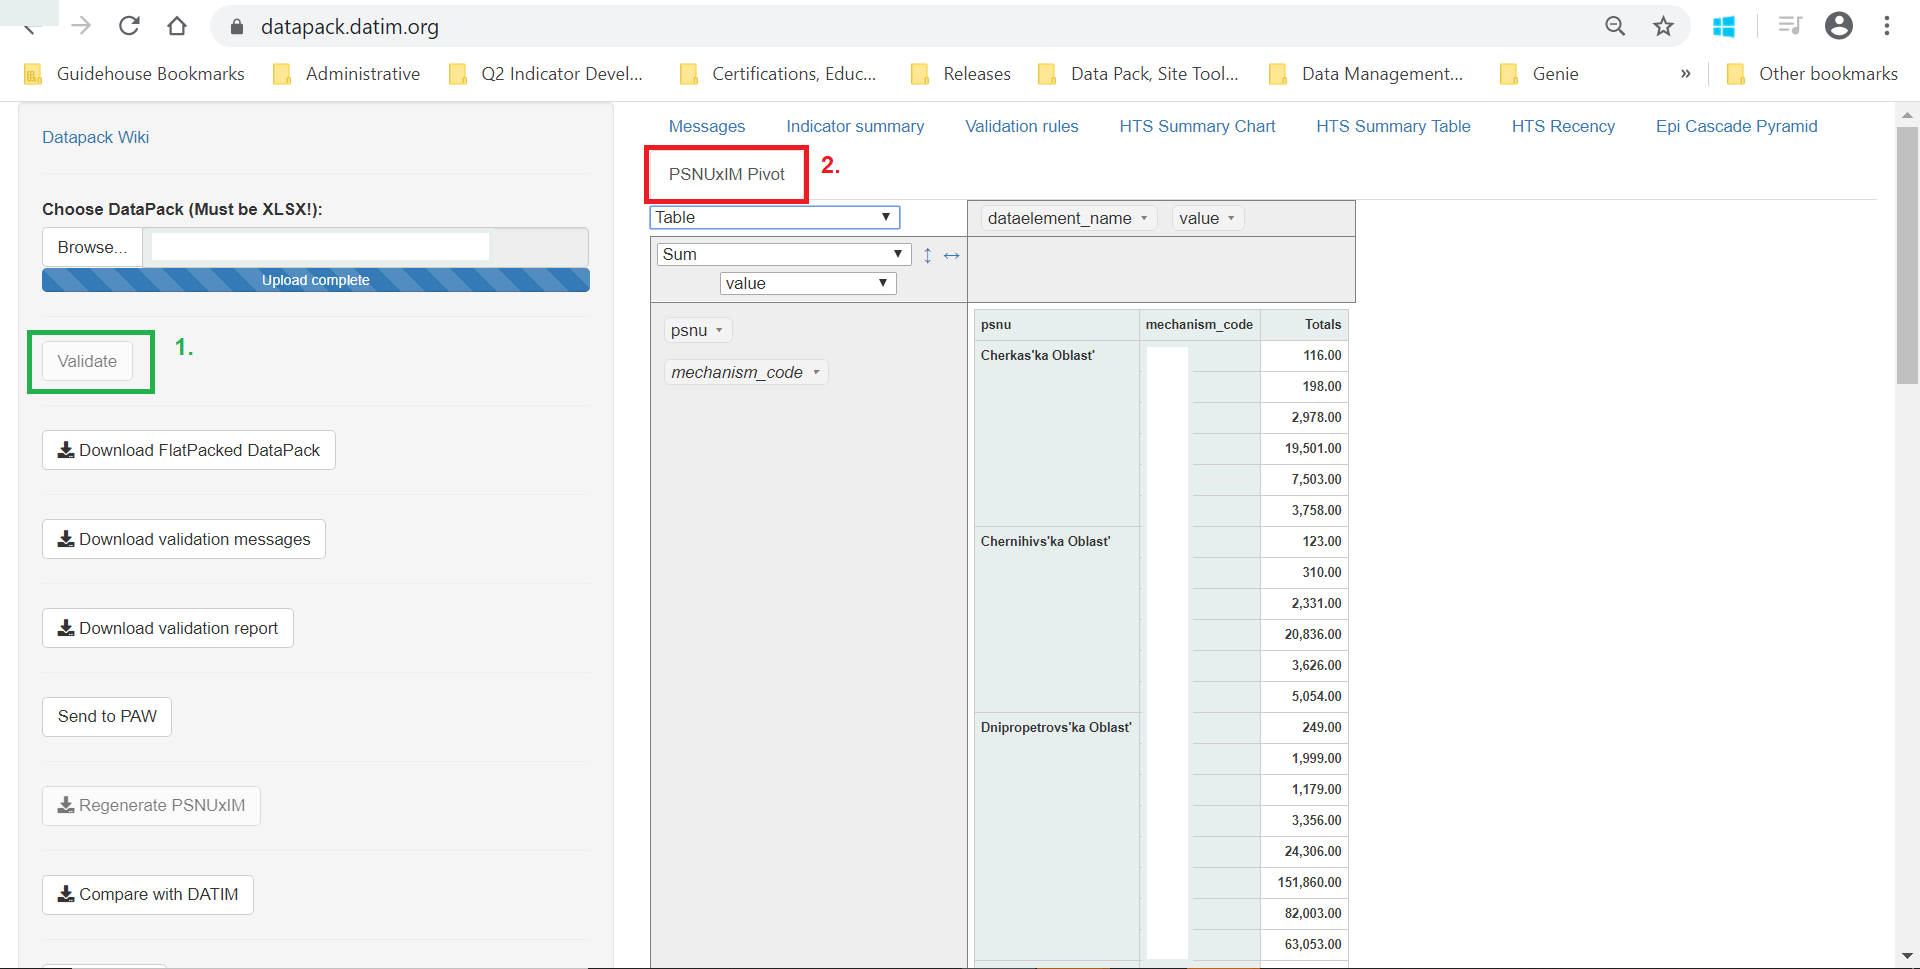 datapack.datim.org
Guidehouse Bookmarks Administrative Q2 Indicator Devel... Certifications, Educ... Releases Data Pack, Site Tool... Data Management... Genie » Other bookmarks
Datapack Wiki
Choose DataPack (Must be XLSX!):
Browse...
Upload complete
Validate
1.
Download FlatPacked DataPack
Download validation messages
Download validation report
Send to PAW
Regenerate PSNUxIM
Compare with DATIM
Messages Indicator summary Validation rules HTS Summary Chart HTS Summary Table HTS Recency Epi Cascade Pyramid
PSNUxIM Pivot
2.
Table
dataelement_name value
Sum
value
psnu
mechanism_code
psnu mechanism_code Totals
Cherkas'ka Oblast' 116.00
198.00
2,978.00
19,501.00
7,503.00
3,758.00
Chernihivs'ka Oblast' 123.00
310.00
2,331.00
20,836.00
3,626.00
5,054.00
Dnipropetrovs'ka Oblast' 249.00
1,999.00
1,179.00
3,356.00
24,306.00
151,860.00
82,003.00
63,053.00